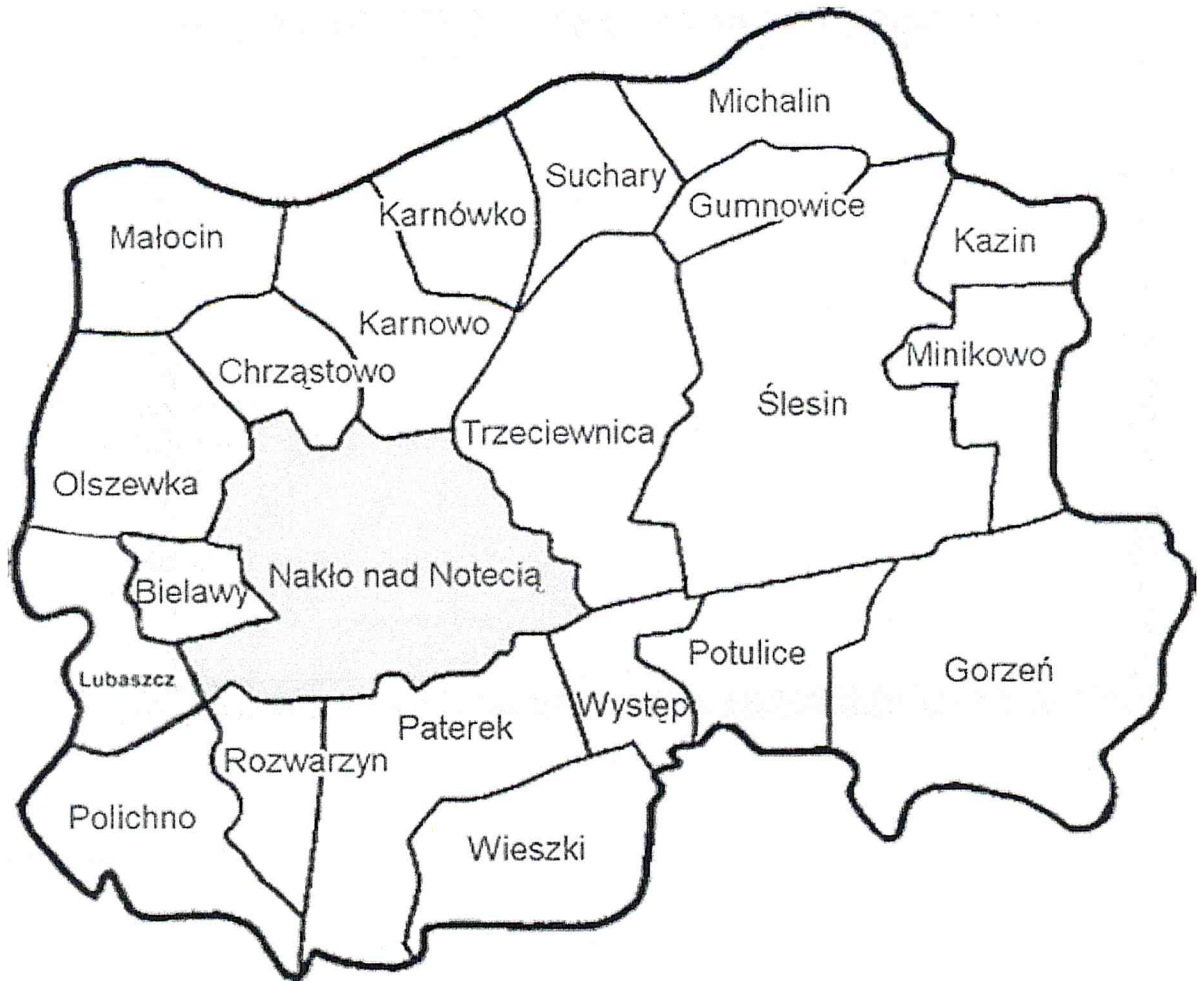 Michalin
Suchary
Gumnowice
Karnówko
Małocin
Kazin
Karnowo
Minikowo
Chrząstowo
Ślesin
Trzeciewnica
Olszewka
Nakło nad Notecią
Bielawy
Potulice
Gorzeń
Lubaszcz
Występ
Paterek
Rozwarzyn
Polichno
Wieszki